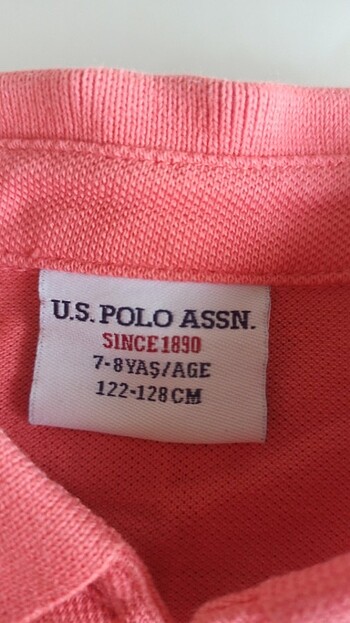 U.S. POLO ASSN.
SINCE 1890
7-8 YAŞ/AGE
122-128 CM